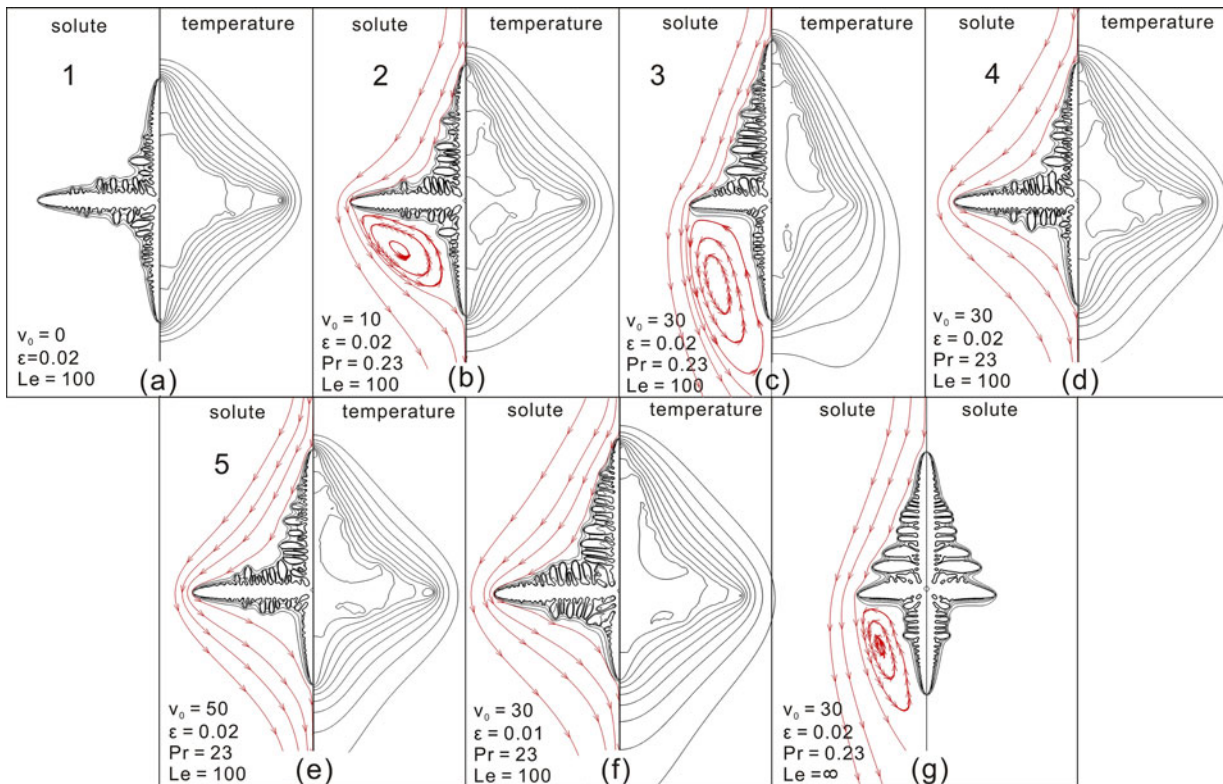 solute
temperature
1
v₀ = 0
ε=0.02
Le = 100
(a)
solute
temperature
2
v₀ = 10
ε = 0.02
Pr = 0.23
Le = 100
(b)
solute
temperature
3
v₀ = 30
ε = 0.02
Pr = 0.23
Le = 100
(c)
solute
temperature
4
v₀ = 30
ε = 0.02
Pr = 23
Le = 100
(d)
solute
temperature
5
v₀ = 50
ε = 0.02
Pr = 23
Le = 100
(e)
solute
temperature
v₀ = 30
ε = 0.01
Pr = 23
Le = 100
(f)
solute
solute
v₀ = 30
ε = 0.02
Pr = 0.23
Le = ∞
(g)